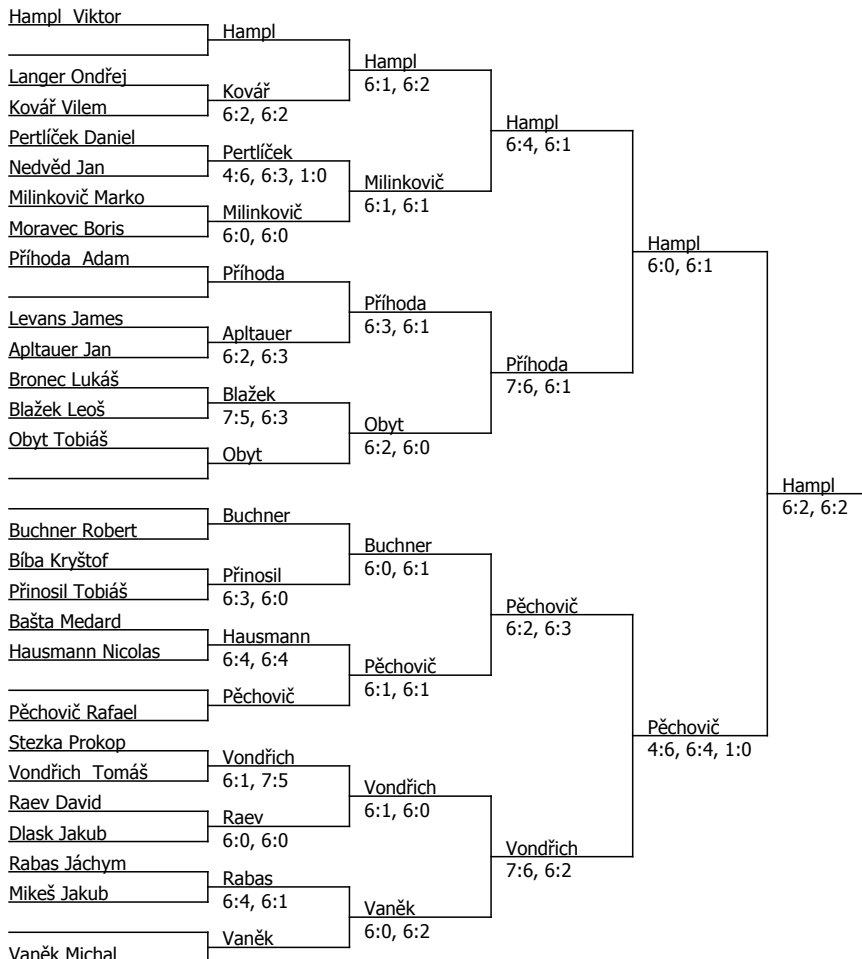 Hampl  Viktor
Hampl
Hampl
6:1, 6:2
Langer Ondřej
Kovář
6:2, 6:2
Kovář Vilem
Hampl
6:4, 6:1
Pertlíček Daniel
Pertlíček
4:6, 6:3, 1:0
Nedvěd Jan
Milinkovič
6:1, 6:1
Milinkovič Marko
Milinkovič
6:0, 6:0
Moravec Boris
Hampl
6:0, 6:1
Příhoda  Adam
Příhoda
Příhoda
6:3, 6:1
Levans James
Apltauer
6:2, 6:3
Apltauer Jan
Příhoda
7:6, 6:1
Bronec Lukáš
Blažek
7:5, 6:3
Blažek Leoš
Obyt
6:2, 6:0
Obyt Tobiáš
Obyt
Hampl
6:2, 6:2
Buchner
Buchner Robert
Buchner
6:0, 6:1
Bíba Kryštof
Přinosil
6:3, 6:0
Přinosil Tobiáš
Pěchovič
6:2, 6:3
Bašta Medard
Hausmann
6:4, 6:4
Hausmann Nicolas
Pěchovič
6:1, 6:1
Pěchovič
Pěchovič Rafael
Pěchovič
4:6, 6:4, 1:0
Stezka Prokop
Vondřich
6:1, 7:5
Vondřich  Tomáš
Vondřich
6:1, 6:0
Raev David
Raev
6:0, 6:0
Dlask Jakub
Vondřich
7:6, 6:2
Rabas Jáchym
Rabas
6:4, 6:1
Mikeš Jakub
Vaněk
6:0, 6:2
Vaněk
Vaněk Michal